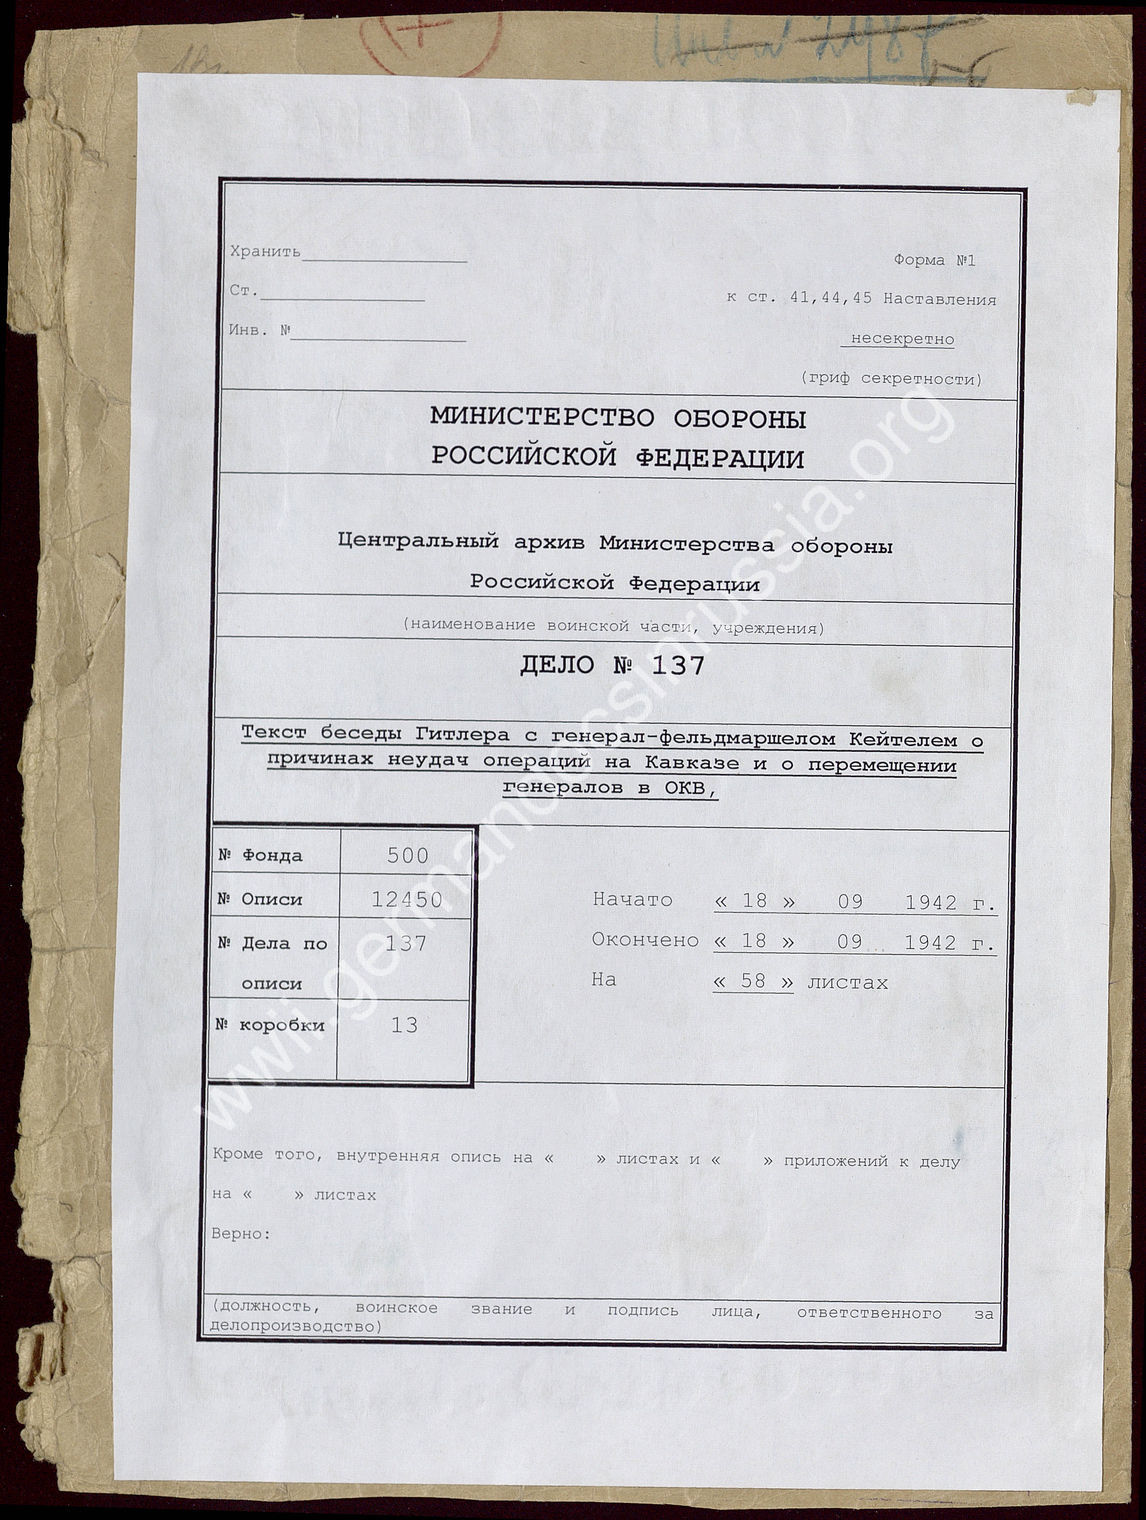 Хранить
Форма №1
Ст.
к ст. 41,44,45 Наставления
Инв. №
несекретно
(гриф секретности)
МИНИСТЕРСТВО ОБОРОНЫ
РОССИЙСКОЙ ФЕДЕРАЦИИ
Центральный архив Министерства обороны
Российской Федерации
(наименование воинской части, учреждения)
ДЕЛО № 137
Текст беседы Гитлера с генерал-фельдмаршелом Кейтелем о
причинах неудач операций на Кавказе и о перемещении
генералов в ОКВ,
№ Фонда 500
№ Описи 12450
№ Дела по 137
описи
№ коробки 13
Начато « 18 » 09 1942 г.
Окончено « 18 » 09 1942 г.
На « 58 » листах
Кроме того, внутренняя опись на « » листах и « » приложений к делу
на « » листах
Верно:
(должность, воинское звание и подпись лица, ответственного за
делопроизводство)
wwii.germandocsinrussia.org